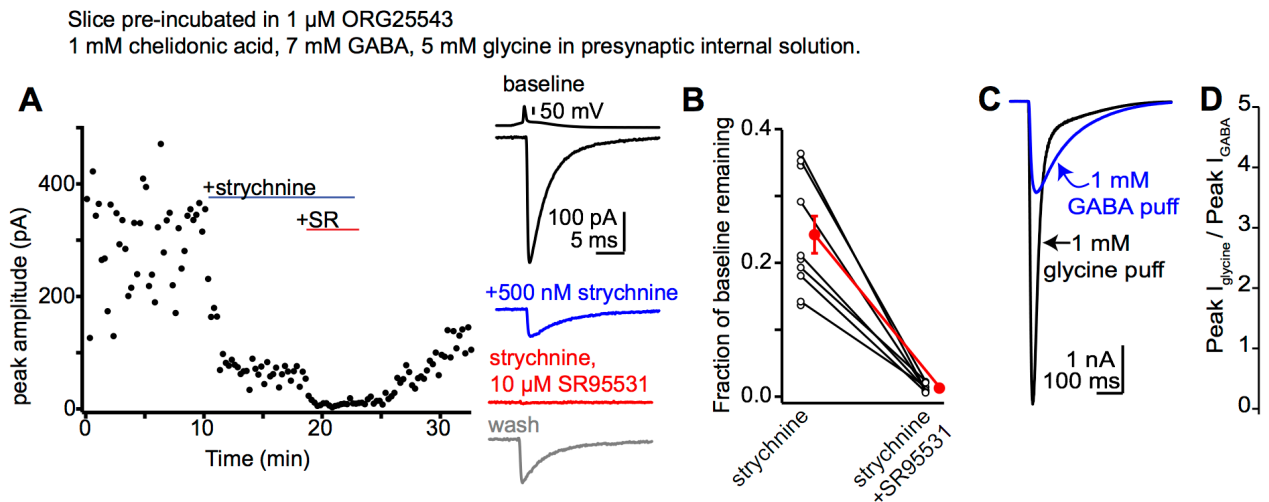 Slice pre-incubated in 1 µM ORG25543
1 mM chelidonic acid, 7 mM GABA, 5 mM glycine in presynaptic internal solution.
A
peak amplitude (pA)
400
200
0
+strychnine
+SR
0
10
20
30
Time (min)
baseline
50 mV
100 pA
5 ms
+500 nM strychnine
strychnine,
10 µM SR95531
wash
B
Fraction of baseline remaining
0.4
0.2
0.0
strychnine
strychnine
+SR95531
C
1 mM
GABA puff
1 mM
glycine puff
1 nA
100 ms
D
Peak Iglycine / Peak IGABA
5
4
3
2
1
0